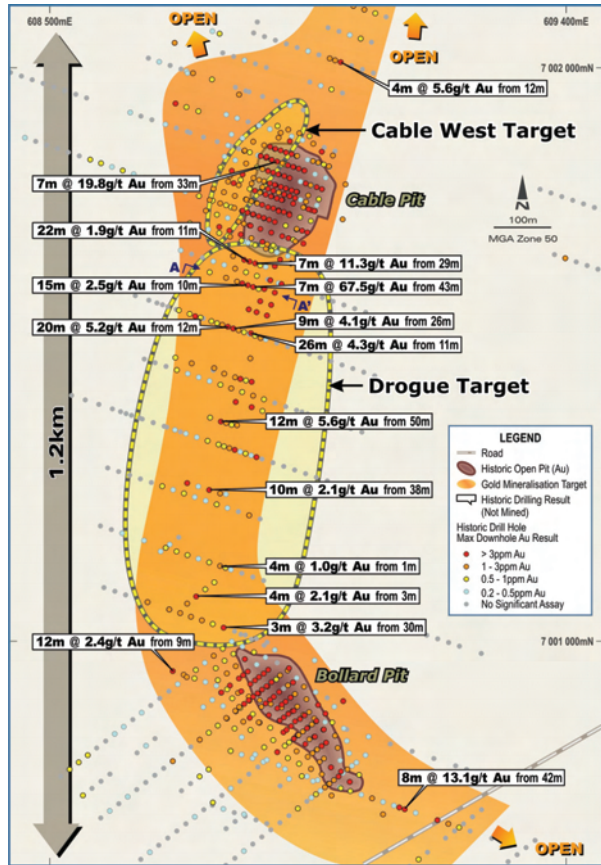 608 500mE
609 400mE
OPEN
OPEN
7 002 000mN
4m @ 5.6g/t Au from 12m
Cable West Target
7m @ 19.8g/t Au from 33m
Cable Pit
N
100m
MGA Zone 50
22m @ 1.9g/t Au from 11m
A
7m @ 11.3g/t Au from 29m
15m @ 2.5g/t Au from 10m
7m @ 67.5g/t Au from 43m
A'
9m @ 4.1g/t Au from 26m
20m @ 5.2g/t Au from 12m
26m @ 4.3g/t Au from 11m
Drogue Target
1.2km
12m @ 5.6g/t Au from 50m
LEGEND
Road
Historic Open Pit (Au)
Gold Mineralisation Target
Historic Drilling Result
(Not Mined)
Historic Drill Hole
Max Downhole Au Result
> 3ppm Au
1 - 3ppm Au
0.5 - 1ppm Au
0.2 - 0.5ppm Au
No Significant Assay
10m @ 2.1g/t Au from 38m
4m @ 1.0g/t Au from 1m
4m @ 2.1g/t Au from 3m
3m @ 3.2g/t Au from 30m
12m @ 2.4g/t Au from 9m
7 001 000mN
Bollard Pit
8m @ 13.1g/t Au from 42m
OPEN